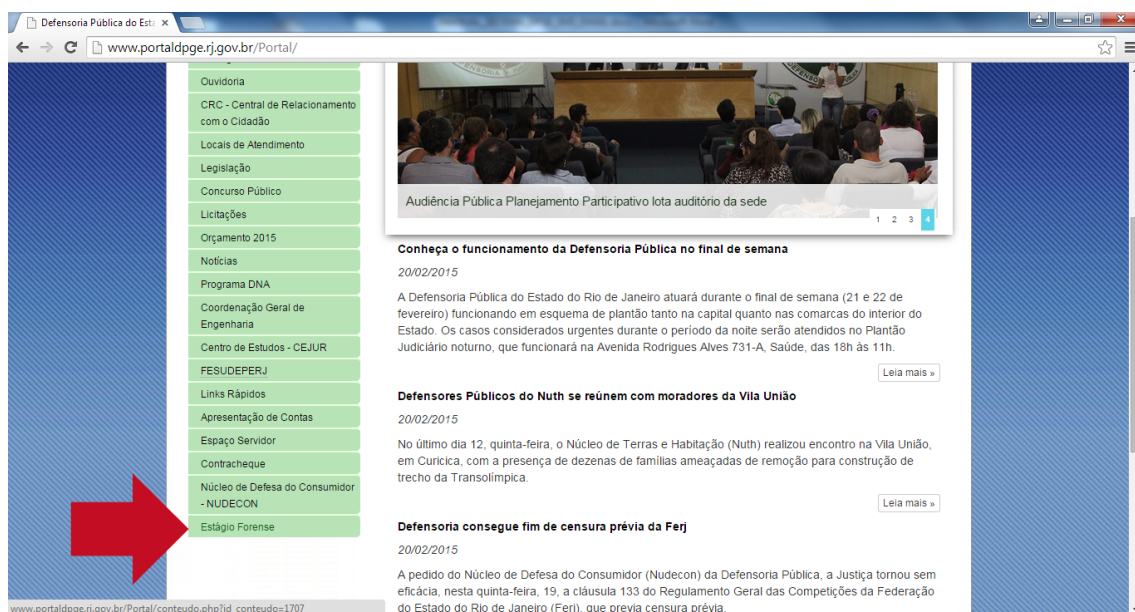 Defensoria Pública do Est
www.portaldpge.rj.gov.br/Portal/
Ouvidoria
CRC - Central de Relacionamento
com o Cidadão
Locais de Atendimento
Legislação
Concurso Público
Licitações
Orçamento 2015
Notícias
Programa DNA
Coordenação Geral de
Engenharia
Centro de Estudos - CEJUR
FESUDEPERJ
Links Rápidos
Apresentação de Contas
Espaço Servidor
Contracheque
Núcleo de Defesa do Consumidor
- NUDECON
Estágio Forense
Audiência Pública Planejamento Participativo lota auditório da sede
1 2 3 4
Conheça o funcionamento da Defensoria Pública no final de semana
20/02/2015
A Defensoria Pública do Estado do Rio de Janeiro atuará durante o final de semana (21 e 22 de
fevereiro) funcionando em esquema de plantão tanto na capital quanto nas comarcas do interior do
Estado. Os casos considerados urgentes durante o período da noite serão atendidos no Plantão
Judiciário noturno, que funcionará na Avenida Rodrigues Alves 731-A, Saúde, das 18h às 11h.
Leia mais »
Defensores Públicos do Nuth se reúnem com moradores da Vila União
20/02/2015
No último dia 12, quinta-feira, o Núcleo de Terras e Habitação (Nuth) realizou encontro na Vila União,
em Curicica, com a presença de dezenas de famílias ameaçadas de remoção para construção de
trecho da Transolímpica.
Leia mais »
Defensoria consegue fim de censura prévia da Ferj
20/02/2015
A pedido do Núcleo de Defesa do Consumidor (Nudecon) da Defensoria Pública, a Justiça tornou sem
eficácia, nesta quinta-feira, 19, a cláusula 133 do Regulamento Geral das Competições da Federação
do Estado do Rio de Janeiro (Ferj), que previa censura prévia.
www.portaldpge.rj.gov.br/Portal/conteudo.php?id_conteudo=1707